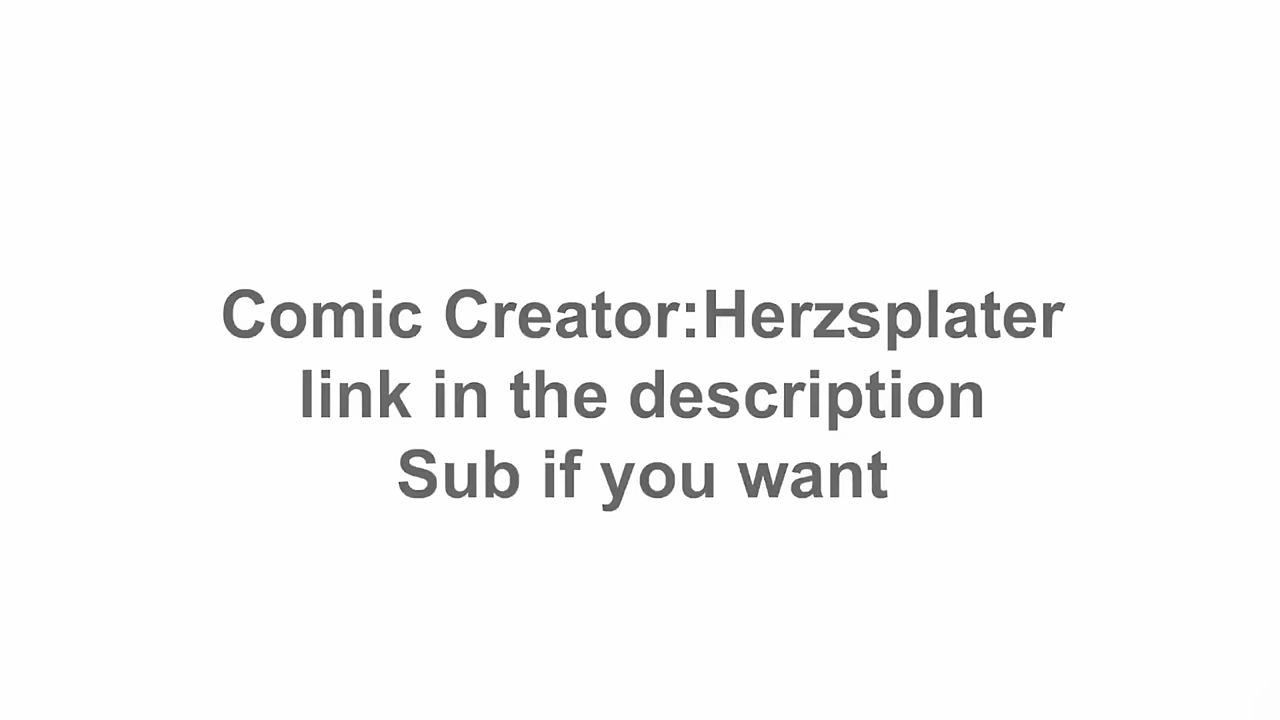 Comic Creator:Herzsplater
link in the description
Sub if you want